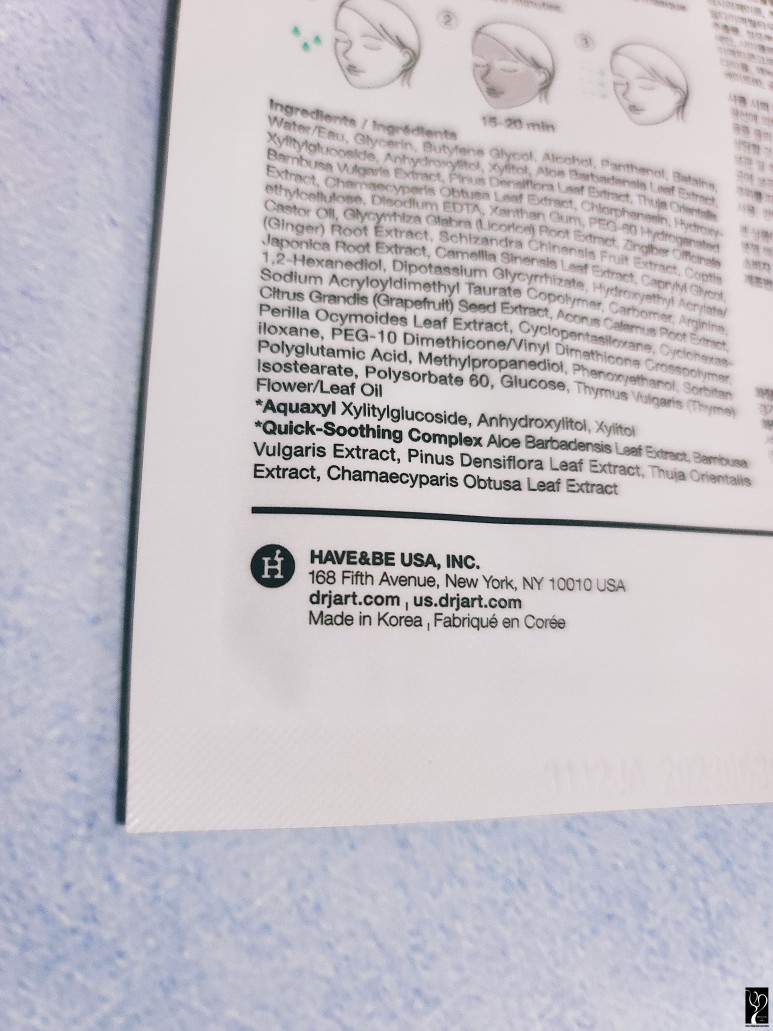 2
3
15-20 min
Ingredients / Ingrédients
Water/Eau, Glycerin, Butylene Glycol, Alcohol, Panthenol, Betaine,
Xylitylglucoside, Anhydroxylitol, Xylitol, Aloe Barbadensis Leaf Extract,
Bambusa Vulgaris Extract, Pinus Densiflora Leaf Extract, Thuja Orientalis
Extract, Chamaecyparis Obtusa Leaf Extract, Chlorphenesin, Hydroxy-
ethylcellulose, Disodium EDTA, Xanthan Gum, PEG-60 Hydrogenated
Castor Oil, Glycyrrhiza Glabra (Licorice) Root Extract, Zingiber Officinale
(Ginger) Root Extract, Schizandra Chinensis Fruit Extract, Coptis
Japonica Root Extract, Camellia Sinensis Leaf Extract, Caprylyl Glycol,
1,2-Hexanediol, Dipotassium Glycyrrhizate, Hydroxyethyl Acrylate/
Sodium Acryloyldimethyl Taurate Copolymer, Carbomer, Arginine,
Citrus Grandis (Grapefruit) Seed Extract, Acorus Calamus Root Extract,
Perilla Ocymoides Leaf Extract, Cyclopentasiloxane, Cyclohexas-
iloxane, PEG-10 Dimethicone/Vinyl Dimethicone Crosspolymer,
Polyglutamic Acid, Methylpropanediol, Phenoxyethanol, Sorbitan
Isostearate, Polysorbate 60, Glucose, Thymus Vulgaris (Thyme)
Flower/Leaf Oil
*Aquaxyl Xylitylglucoside, Anhydroxylitol, Xylitol
*Quick-Soothing Complex Aloe Barbadensis Leaf Extract, Bambusa
Vulgaris Extract, Pinus Densiflora Leaf Extract, Thuja Orientalis
Extract, Chamaecyparis Obtusa Leaf Extract
HAVE&BE USA, INC.
168 Fifth Avenue, New York, NY 10010 USA
drjart.com | us.drjart.com
Made in Korea | Fabriqué en Corée